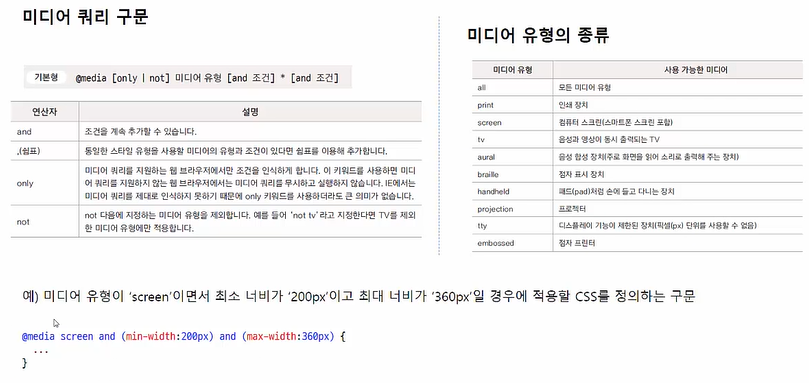 미디어 쿼리 구문
기본형 @media [only | not] 미디어 유형 [and 조건] * [and 조건]
연산자 설명
and 조건을 계속 추가할 수 있습니다.
,(쉼표) 동일한 스타일 유형을 사용할 미디어의 유형과 조건이 있다면 쉼표를 이용해 추가합니다.
only 미디어 쿼리를 지원하는 웹 브라우저에서만 조건을 인식하게 합니다. 이 키워드를 사용하면 미디
어 쿼리를 지원하지 않는 웹 브라우저에서는 미디어 쿼리를 무시하고 실행하지 않습니다. IE에서는
미디어 쿼리를 제대로 인식하지 못하기 때문에 only 키워드를 사용하더라도 큰 의미가 없습니다.
not not 다음에 지정하는 미디어 유형을 제외합니다. 예를 들어 'not tv'라고 지정한다면 TV를 제외
한 미디어 유형에만 적용합니다.
미디어 유형의 종류
미디어 유형 사용 가능한 미디어
all 모든 미디어 유형
print 인쇄 장치
screen 컴퓨터 스크린(스마트폰 스크린 포함)
tv 음성과 영상이 동시 출력되는 TV
aural 음성 합성 장치(주로 화면을 읽어 소리로 출력해 주는 장치)
braille 점자 표시 장치
handheld 패드(pad)처럼 손에 들고 다니는 장치
projection 프로젝터
tty 디스플레이 기능이 제한된 장치(픽셀(px) 단위를 사용할 수 없음)
embossed 점자 프린터
예) 미디어 유형이 ‘screen’이면서 최소 너비가 ‘200px’이고 최대 너비가 ‘360px’일 경우에 적용할 CSS를 정의하는 구문
@media screen and (min-width:200px) and (max-width:360px) {
...
}